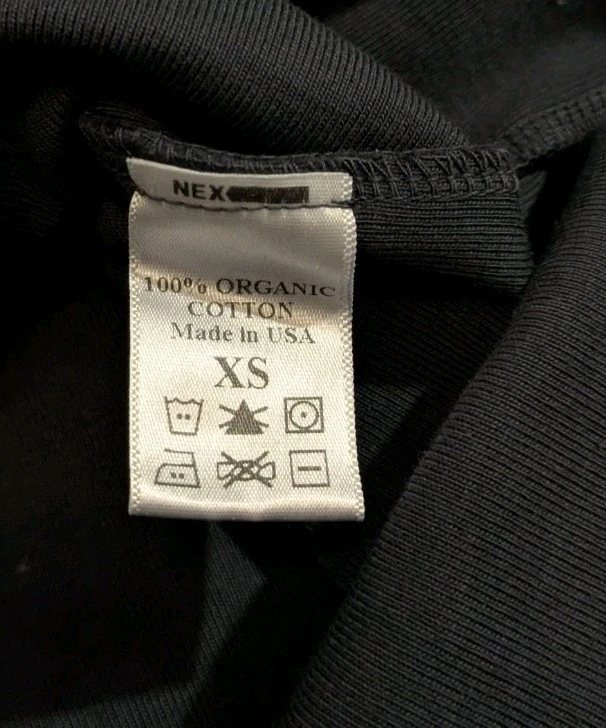 NEX
100% ORGANIC
COTTON
Made in USA
XS